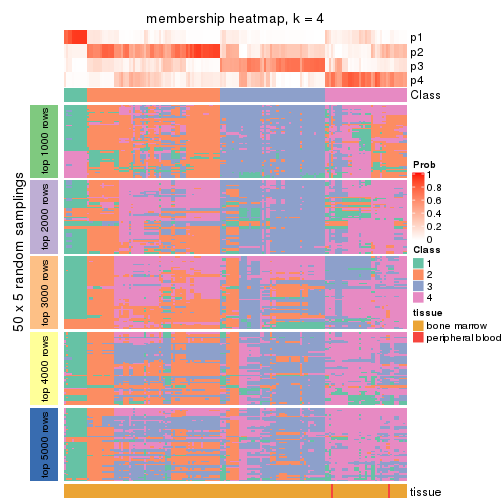 membership heatmap, k = 4
p1
p2
p3
p4
Class
50 x 5 random samplings
top 1000 rows
top 2000 rows
top 3000 rows
top 4000 rows
top 5000 rows
Prob
1
0.8
0.6
0.4
0.2
0
Class
1
2
3
4
tissue
bone marrow
peripheral blood
tissue